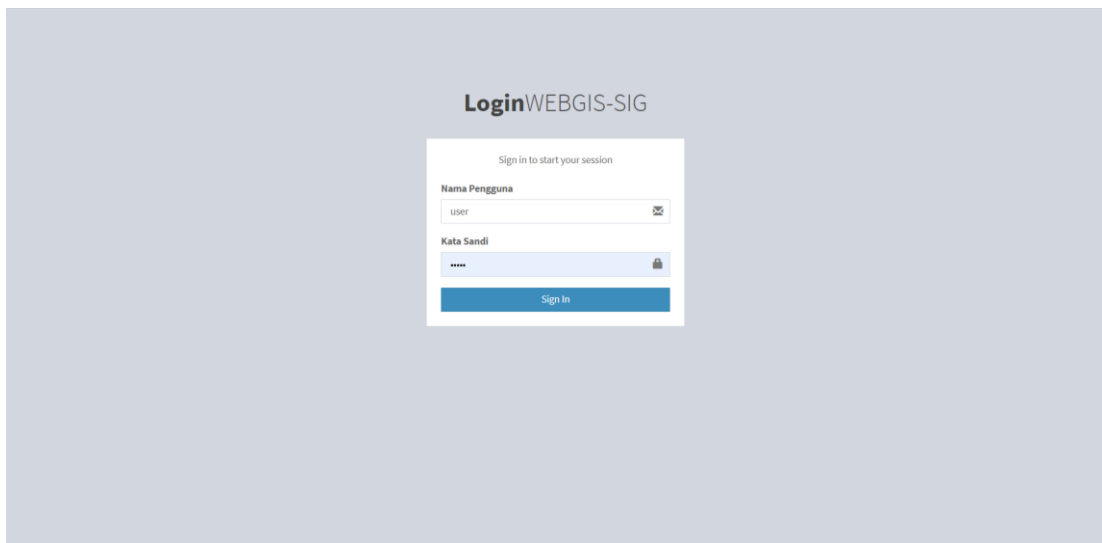 LoginWEBGIS-SIG
Sign in to start your session
Nama Pengguna
user
Kata Sandi
•••••
Sign In